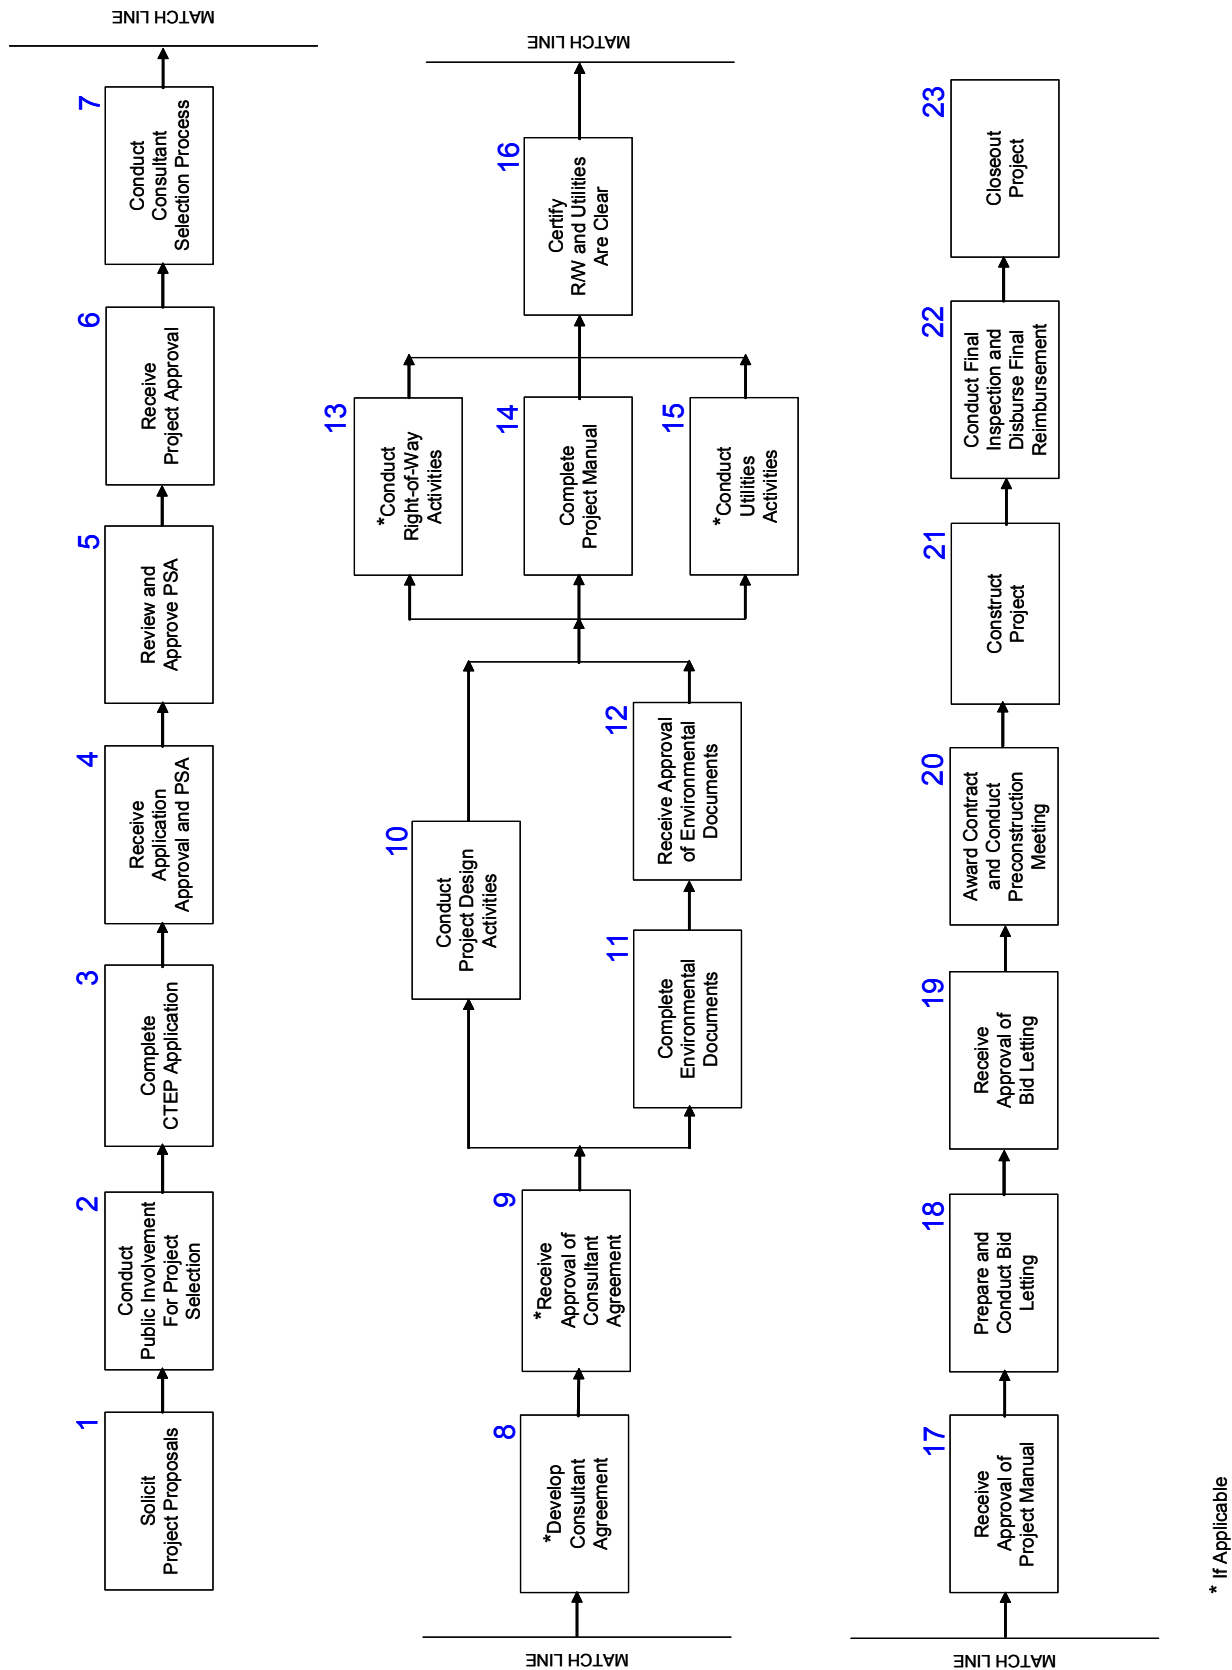 1
Solicit
Project Proposals
2
Conduct
Public Involvement
For Project
Selection
3
Complete
CTEP Application
4
Receive
Application
Approval and PSA
5
Review and
Approve PSA
6
Receive
Project Approval
7
Conduct
Consultant
Selection Process
MATCH LINE
MATCH LINE
8
*Develop
Consultant
Agreement
9
*Receive
Approval of
Consultant
Agreement
10
Conduct
Project Design
Activities
11
Complete
Environmental
Documents
12
Receive Approval
of Environmental
Documents
13
*Conduct
Right-of-Way
Activities
14
Complete
Project Manual
15
*Conduct
Utilities
Activities
16
Certify
R/W and Utilities
Are Clear
MATCH LINE
MATCH LINE
17
Receive
Approval of
Project Manual
18
Prepare and
Conduct Bid
Letting
19
Receive
Approval of
Bid Letting
20
Award Contract
and Conduct
Preconstruction
Meeting
21
Construct
Project
22
Conduct Final
Inspection and
Disburse Final
Reimbursement
23
Closeout
Project
* If Applicable